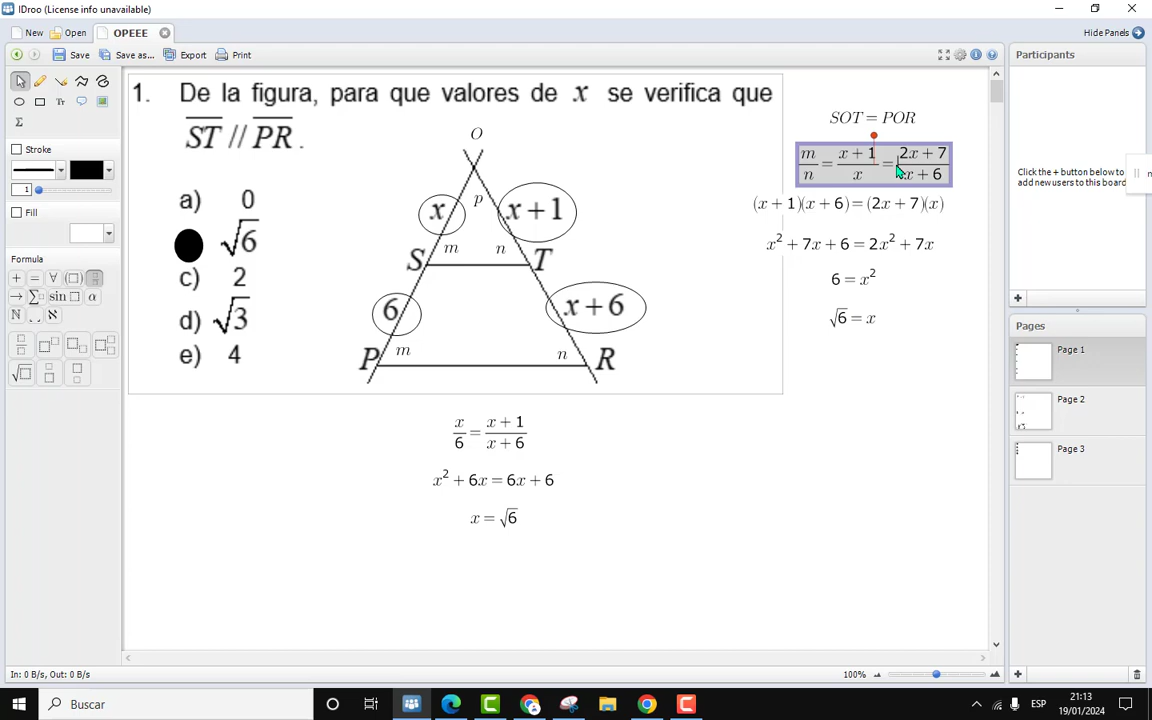 IDroo (License info unavailable)
New Open OPEEE Hide Panels
Save Save as... Export Print
Participants
Click the + button below to
add new users to this board
Stroke
1
Fill
Formula
1. De la figura, para que valores de x se verifica que
ST // PR .
a) 0
√6
c) 2
d) √3
e) 4
O
p
x
x+1
m
n
S
T
6
x+6
m
n
P
R
SOT = POR
m/n = (x+1)/x = (2x+7)/(x+6)
(x+1)(x+6) = (2x+7)(x)
x² + 7x + 6 = 2x² + 7x
6 = x²
√6 = x
x/6 = (x+1)/(x+6)
x² + 6x = 6x + 6
x = √6
Pages
Page 1
Page 2
Page 3
In: 0 B/s, Out: 0 B/s
100%
Buscar
ESP
21:13
19/01/2024